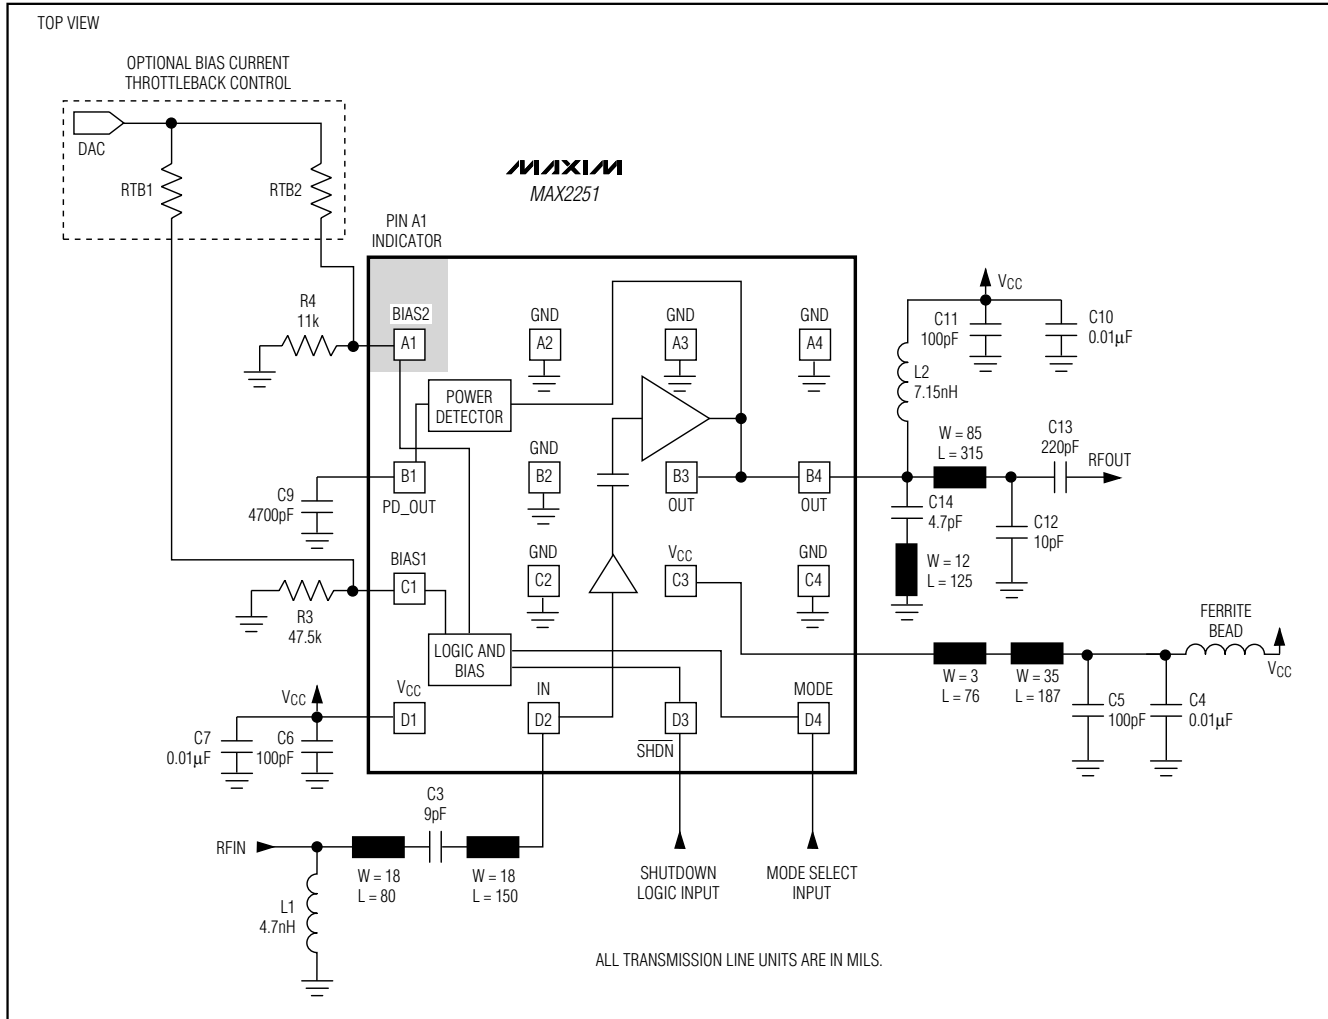 TOP VIEW
OPTIONAL BIAS CURRENT
THROTTLEBACK CONTROL
DAC
RTB1
RTB2
MAXIM
MAX2251
PIN A1
INDICATOR
R4
11k
BIAS2
A1
GND
A2
GND
A3
GND
A4
VCC
C11
100pF
C10
0.01µF
L2
7.15nH
POWER
DETECTOR
W = 85
L = 315
C13
220pF
RFOUT
GND
B2
B3
OUT
B4
OUT
B1
PD_OUT
C9
4700pF
C14
4.7pF
C12
10pF
W = 12
L = 125
BIAS1
C1
GND
C2
VCC
C3
GND
C4
R3
47.5k
FERRITE
BEAD
VCC
LOGIC AND
BIAS
W = 3
L = 76
W = 35
L = 187
C5
100pF
C4
0.01µF
VCC
VCC
D1
IN
D2
D3
SHDN
MODE
D4
C7
0.01µF
C6
100pF
C3
9pF
RFIN
W = 18
L = 80
W = 18
L = 150
SHUTDOWN
LOGIC INPUT
MODE SELECT
INPUT
L1
4.7nH
ALL TRANSMISSION LINE UNITS ARE IN MILS.